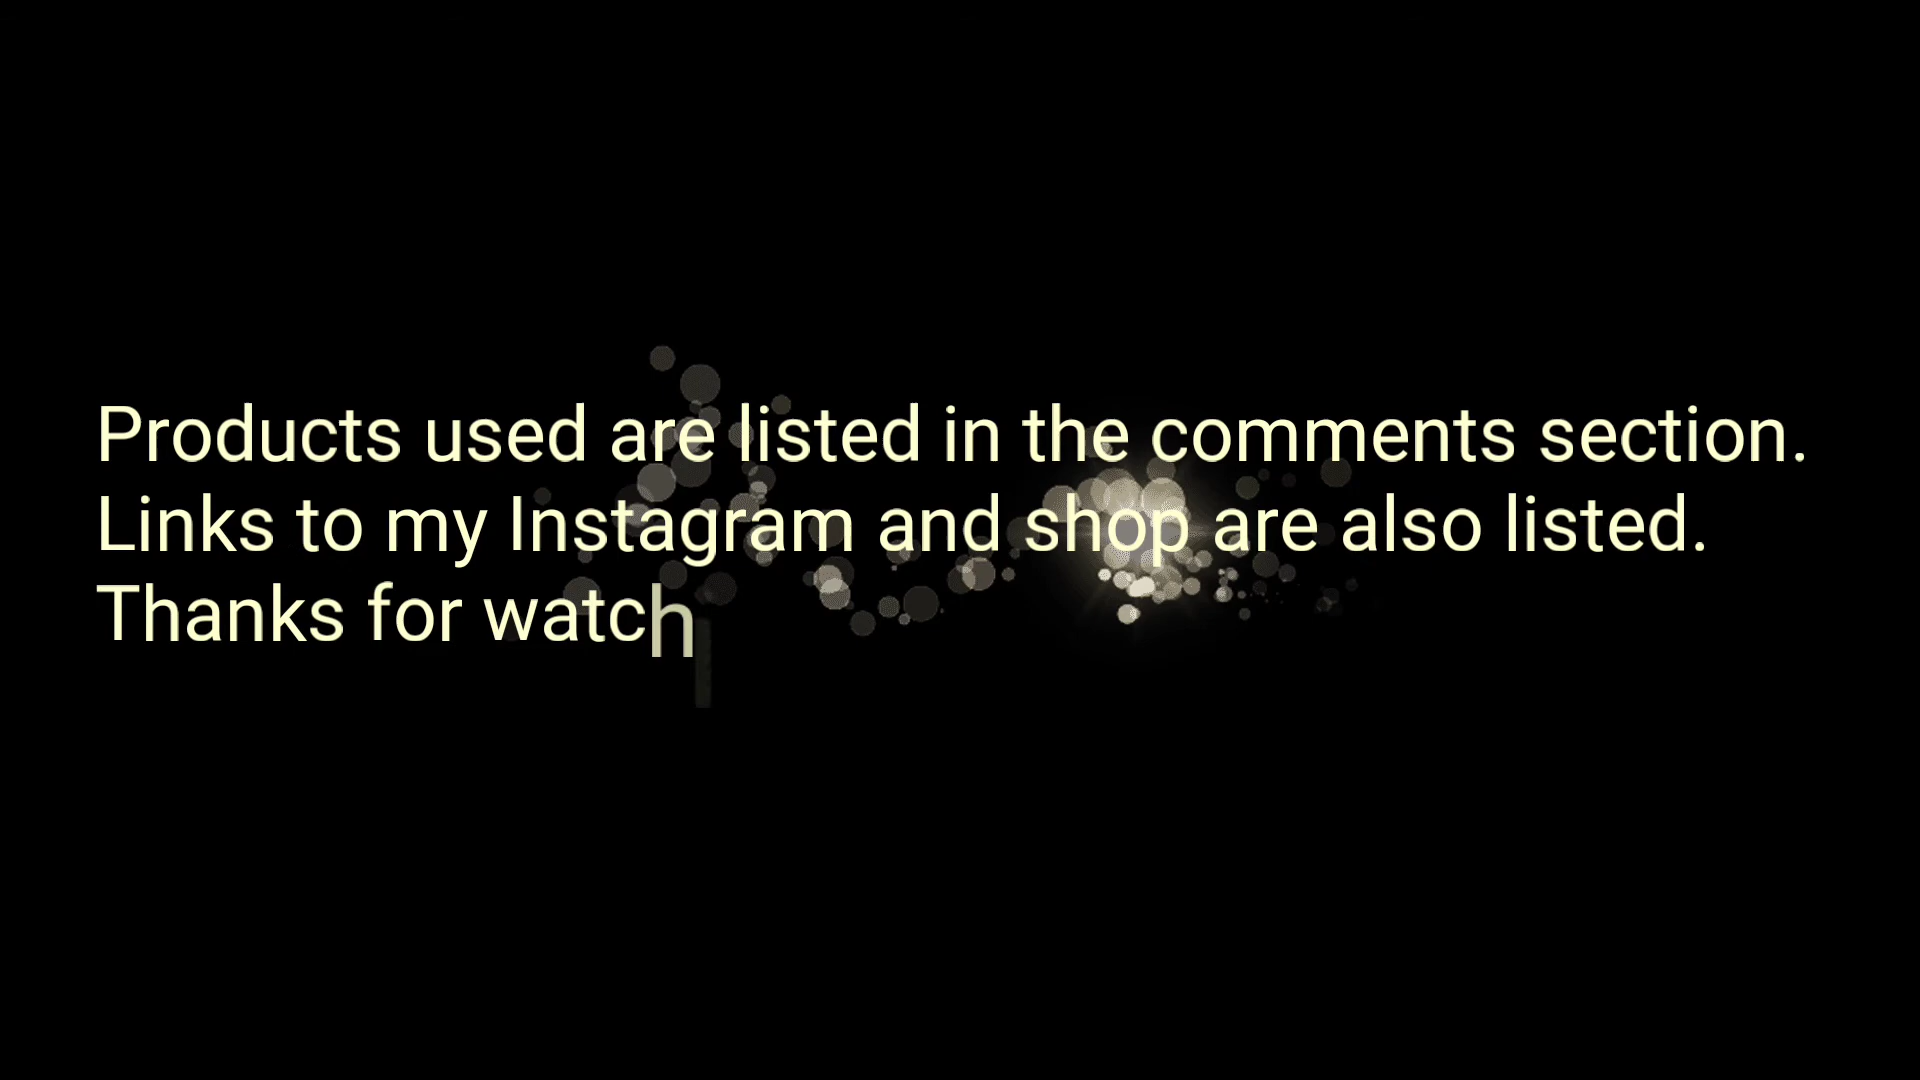 Products used are listed in the comments section.
Links to my Instagram and shop are also listed.
Thanks for watch